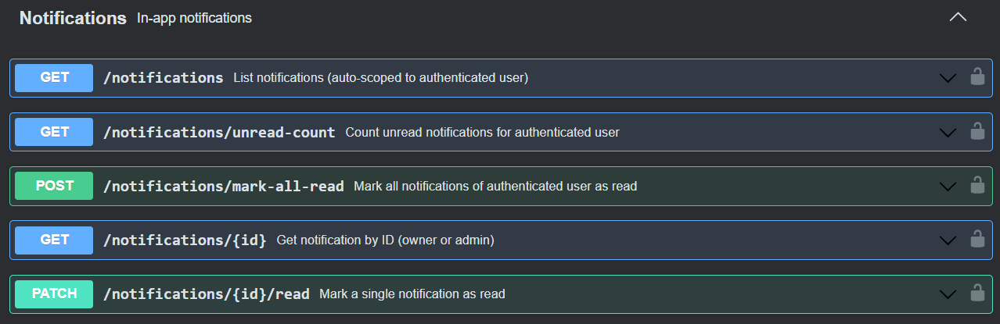 Notifications In-app notifications
GET /notifications List notifications (auto-scoped to authenticated user)
GET /notifications/unread-count Count unread notifications for authenticated user
POST /notifications/mark-all-read Mark all notifications of authenticated user as read
GET /notifications/{id} Get notification by ID (owner or admin)
PATCH /notifications/{id}/read Mark a single notification as read